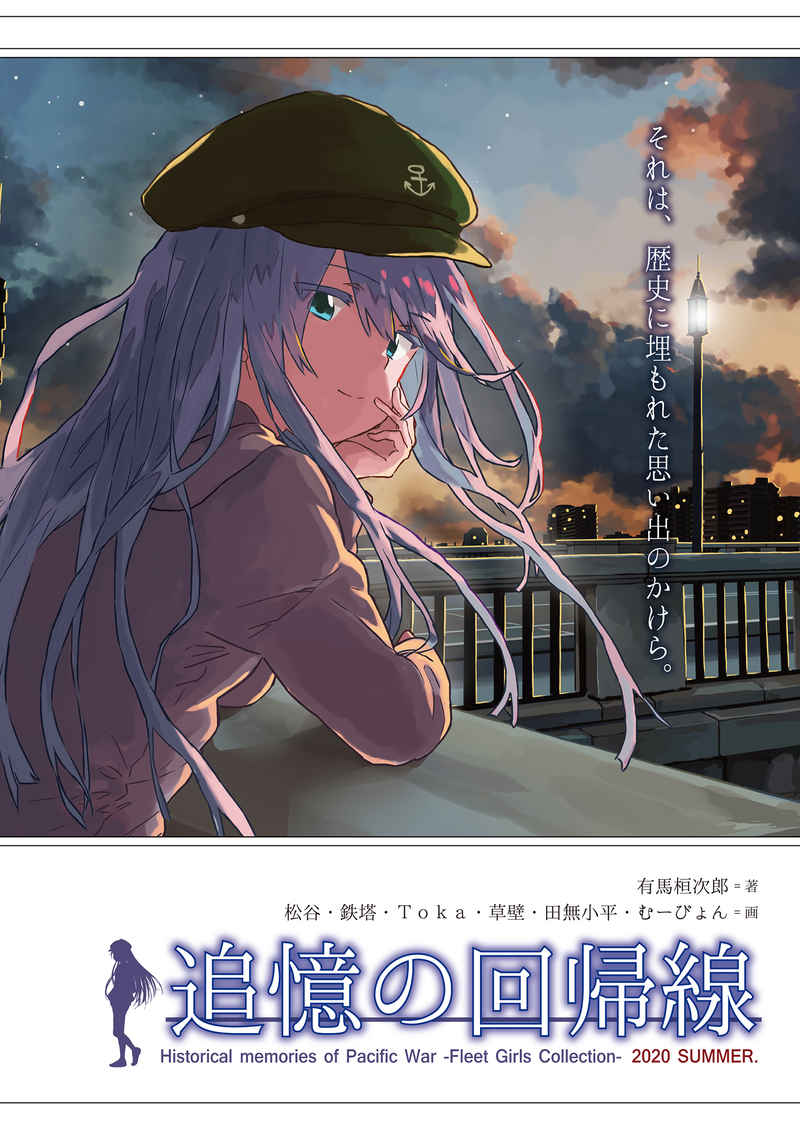 それは、歴史に埋もれた思い出のかけら。
有馬桓次郎=著
松谷・鉄塔・Ｔｏｋａ・草壁・田無小平・むーぴょん=画
追憶の回帰線
Historical memories of Pacific War -Fleet Girls Collection- 2020 SUMMER.